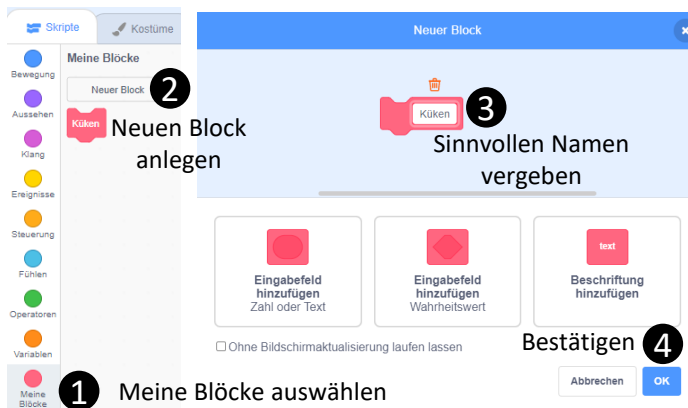 Skripte
Kostüme
Bewegung
Aussehen
Klang
Ereignisse
Steuerung
Fühlen
Operatoren
Variablen
Meine
Blöcke
Meine Blöcke
Neuer Block
2
Küken
Neuen Block
anlegen
1 Meine Blöcke auswählen
Neuer Block
Küken
3
Sinnvollen Namen
vergeben
Eingabefeld
hinzufügen
Zahl oder Text
Eingabefeld
hinzufügen
Wahrheitswert
text
Beschriftung
hinzufügen
Ohne Bildschirmaktualisierung laufen lassen
Bestätigen 4
Abbrechen
OK